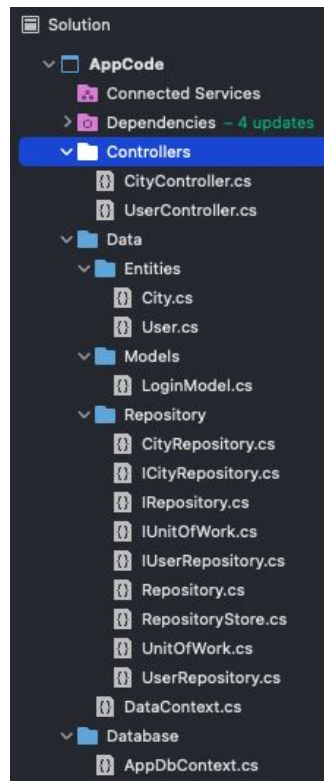 Solution
AppCode
Connected Services
Dependencies – 4 updates
Controllers
CityController.cs
UserController.cs
Data
Entities
City.cs
User.cs
Models
LoginModel.cs
Repository
CityRepository.cs
ICityRepository.cs
IRepository.cs
IUnitOfWork.cs
IUserRepository.cs
Repository.cs
RepositoryStore.cs
UnitOfWork.cs
UserRepository.cs
DataContext.cs
Database
AppDbContext.cs